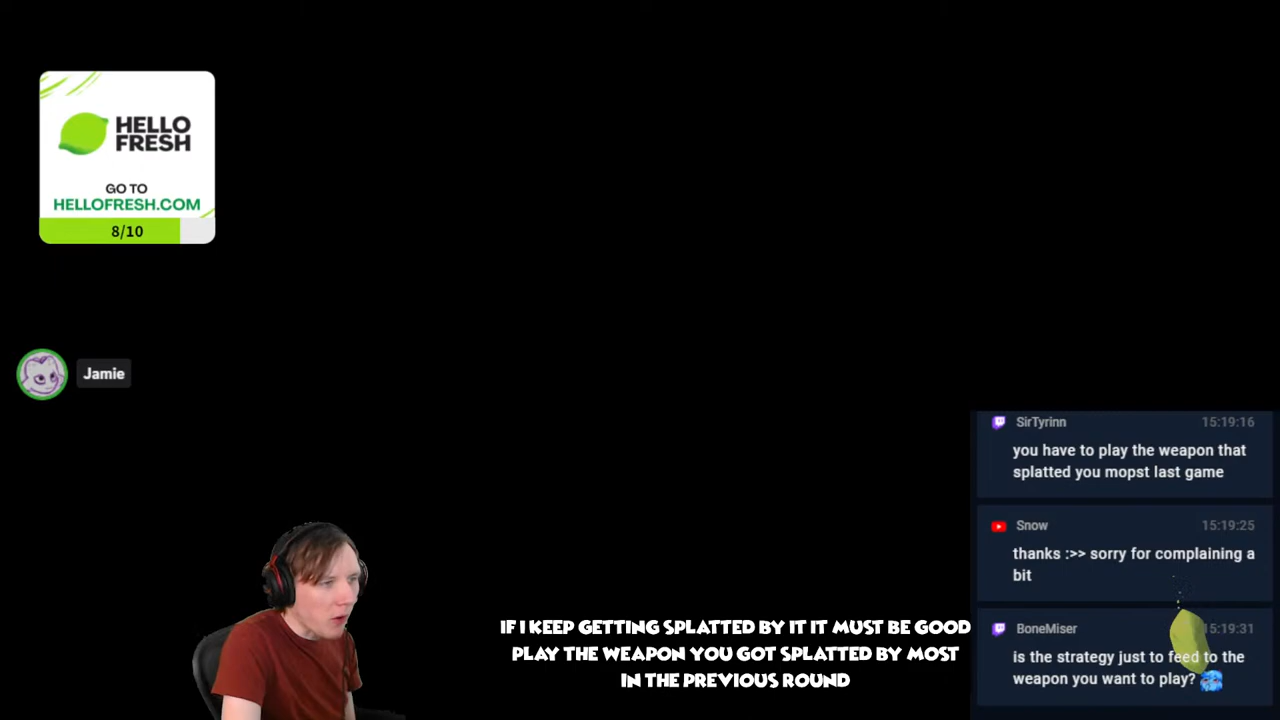 HELLO
FRESH
GO TO
HELLOFRESH.COM
8/10
Jamie
SirTyrinn 15:19:16
you have to play the weapon that
splatted you mopst last game
Snow 15:19:25
thanks :>> sorry for complaining a
bit
BoneMiser 15:19:31
is the strategy just to feed to the
weapon you want to play?
IF I KEEP GETTING SPLATTED BY IT IT MUST BE GOOD
PLAY THE WEAPON YOU GOT SPLATTED BY MOST
IN THE PREVIOUS ROUND